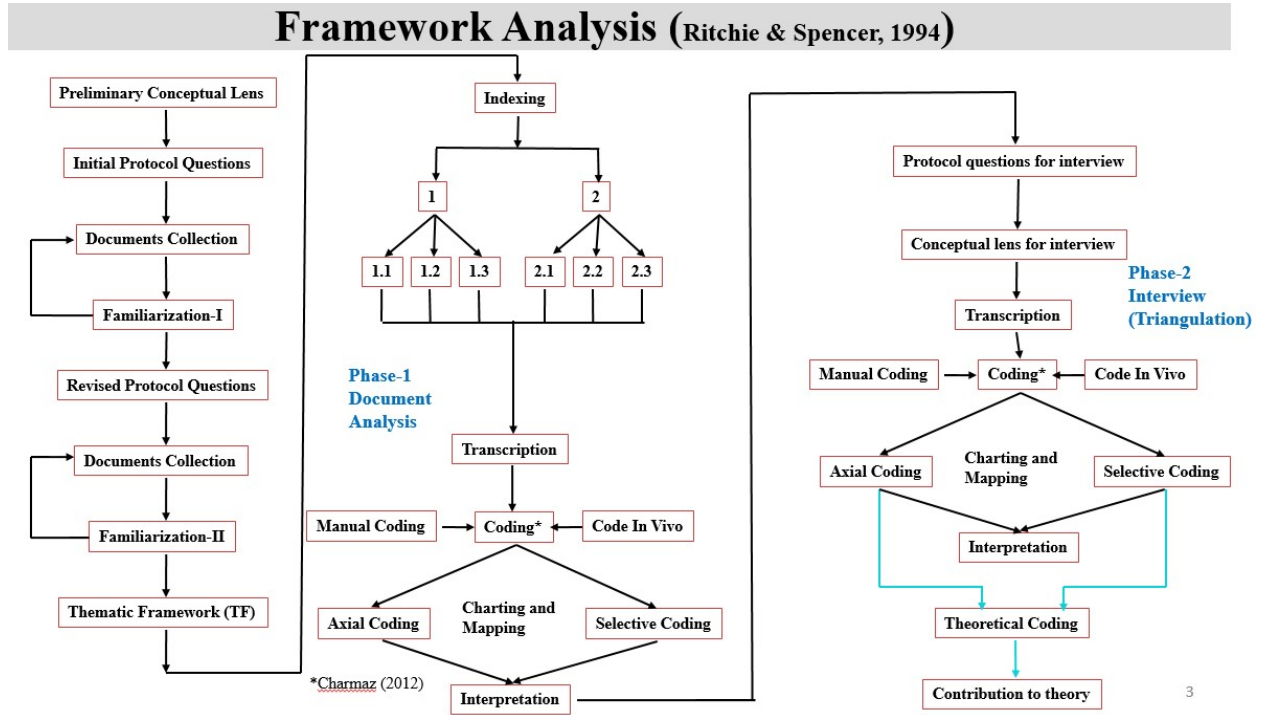 Framework Analysis (Ritchie & Spencer, 1994)
Preliminary Conceptual Lens
Initial Protocol Questions
Documents Collection
Familiarization-I
Revised Protocol Questions
Documents Collection
Familiarization-II
Thematic Framework (TF)
Indexing
1
2
1.1
1.2
1.3
2.1
2.2
2.3
Phase-1
Document
Analysis
Transcription
Manual Coding
Coding*
Code In Vivo
Axial Coding
Charting and
Mapping
Selective Coding
*Charmaz (2012)
Interpretation
Protocol questions for interview
Conceptual lens for interview
Phase-2
Interview
(Triangulation)
Transcription
Manual Coding
Coding*
Code In Vivo
Axial Coding
Charting and
Mapping
Selective Coding
Interpretation
Theoretical Coding
Contribution to theory
3